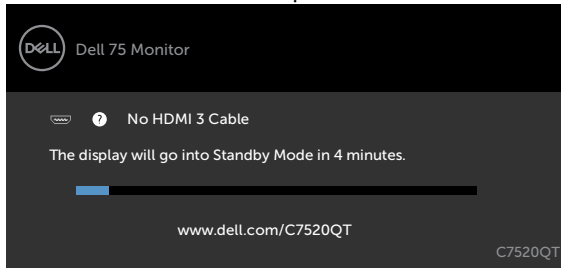 DELL Dell 75 Monitor
? No HDMI 3 Cable
The display will go into Standby Mode in 4 minutes.
www.dell.com/C7520QT
C7520QT